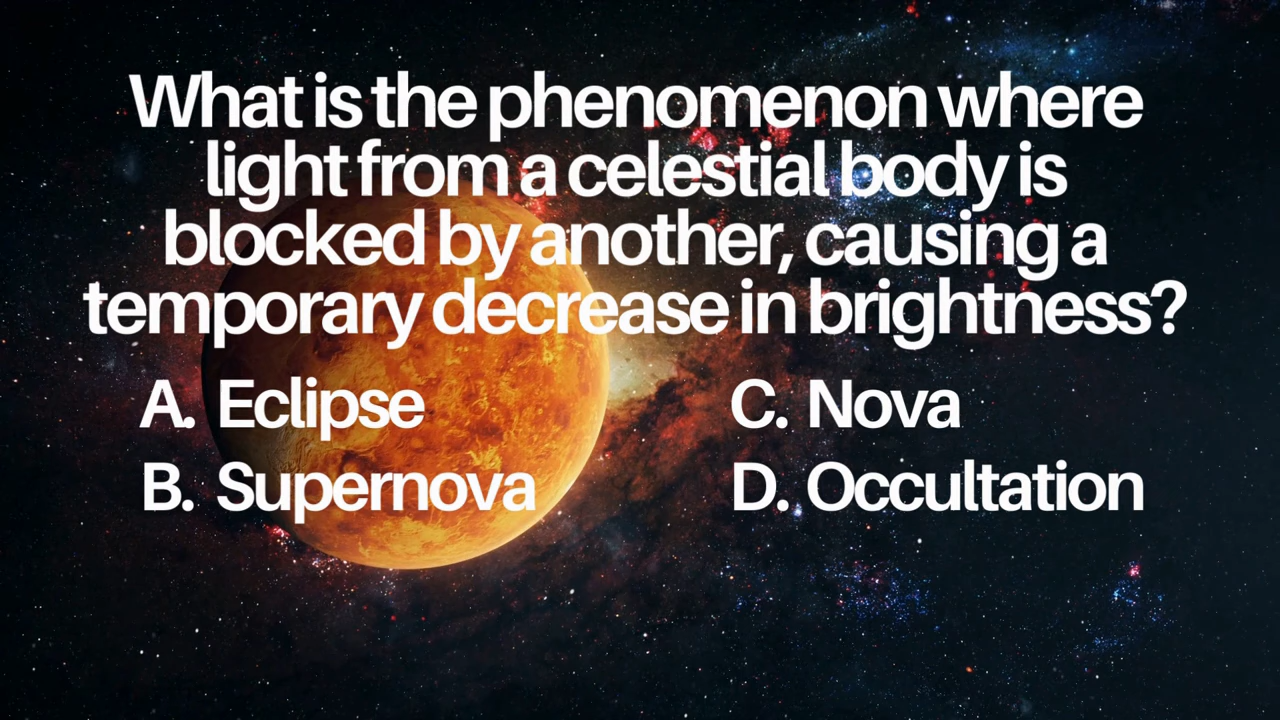 What is the phenomenon where
light from a celestial body is
blocked by another, causing a
temporary decrease in brightness?
A. Eclipse
B. Supernova
C. Nova
D. Occultation